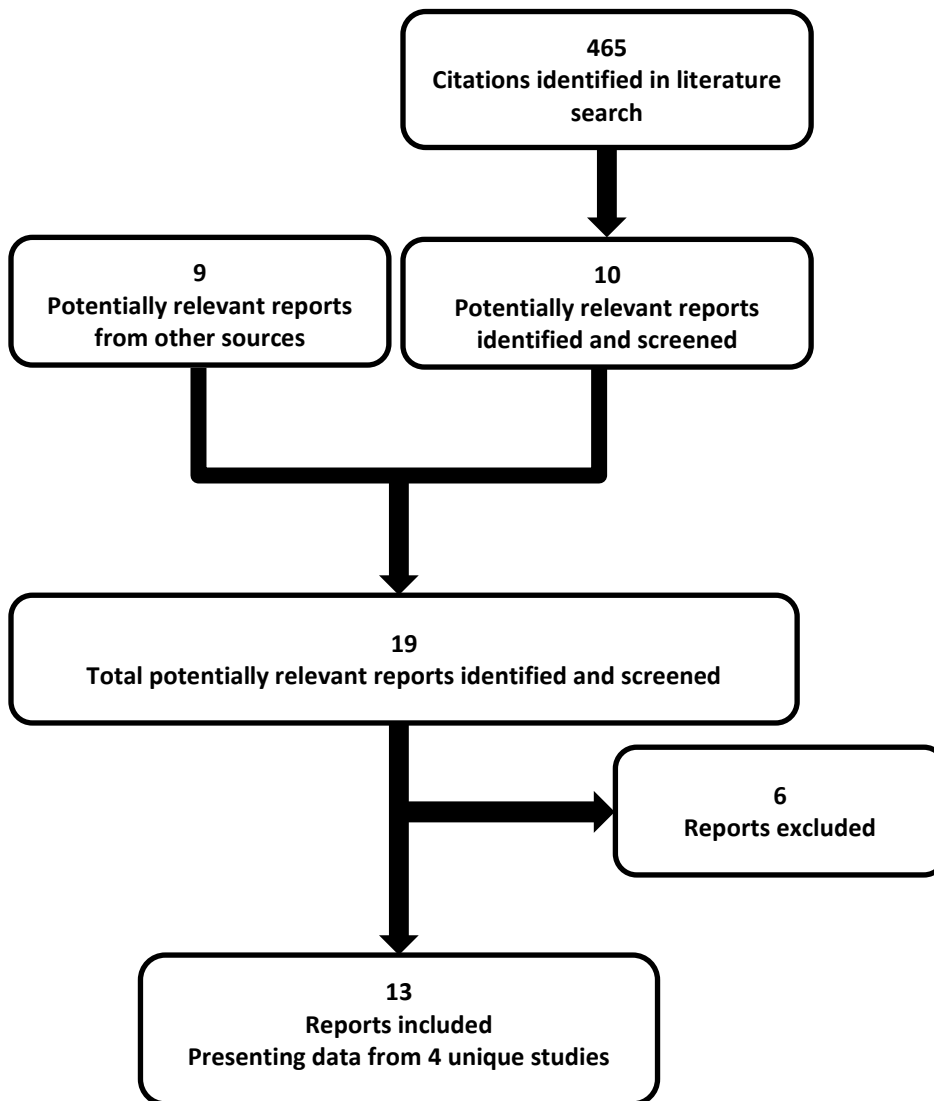 465
Citations identified in literature
search
9
Potentially relevant reports
from other sources
10
Potentially relevant reports
identified and screened
19
Total potentially relevant reports identified and screened
6
Reports excluded
13
Reports included
Presenting data from 4 unique studies